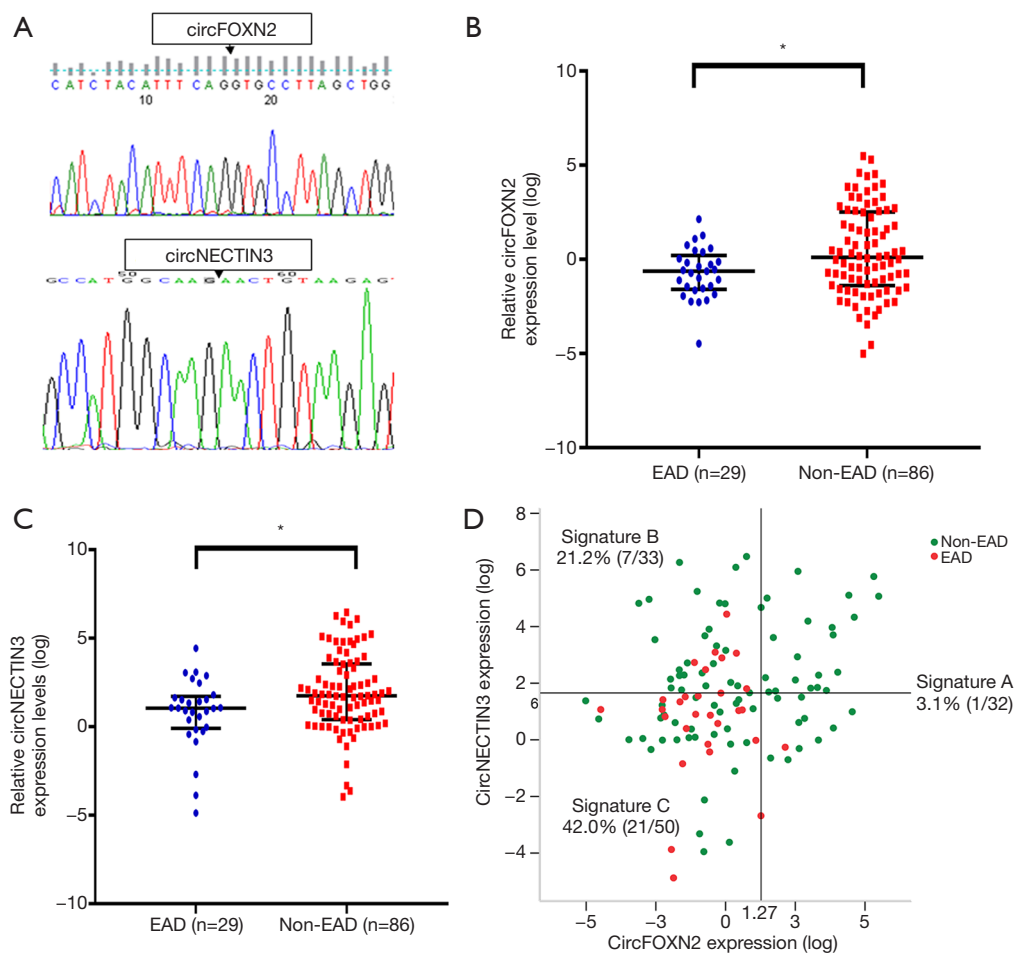 A
circFOXN2
CATCTACATTTCAGGTGCCTTAGCTGG
10 20
circNECTIN3
50 60
GCCATGGCAAGAACTGTAAGAG
B
*
Relative circFOXN2
expression level (log)
10
5
0
−5
−10
EAD (n=29) Non-EAD (n=86)
C
*
Relative circNECTIN3
expression levels (log)
10
5
0
−5
−10
EAD (n=29) Non-EAD (n=86)
D
CircNECTIN3 expression (log)
8
6
4
2
6
0
−2
−4
Signature B
21.2% (7/33)
Non-EAD
EAD
Signature A
3.1% (1/32)
Signature C
42.0% (21/50)
−5 −3 0 1.27 3 5
CircFOXN2 expression (log)